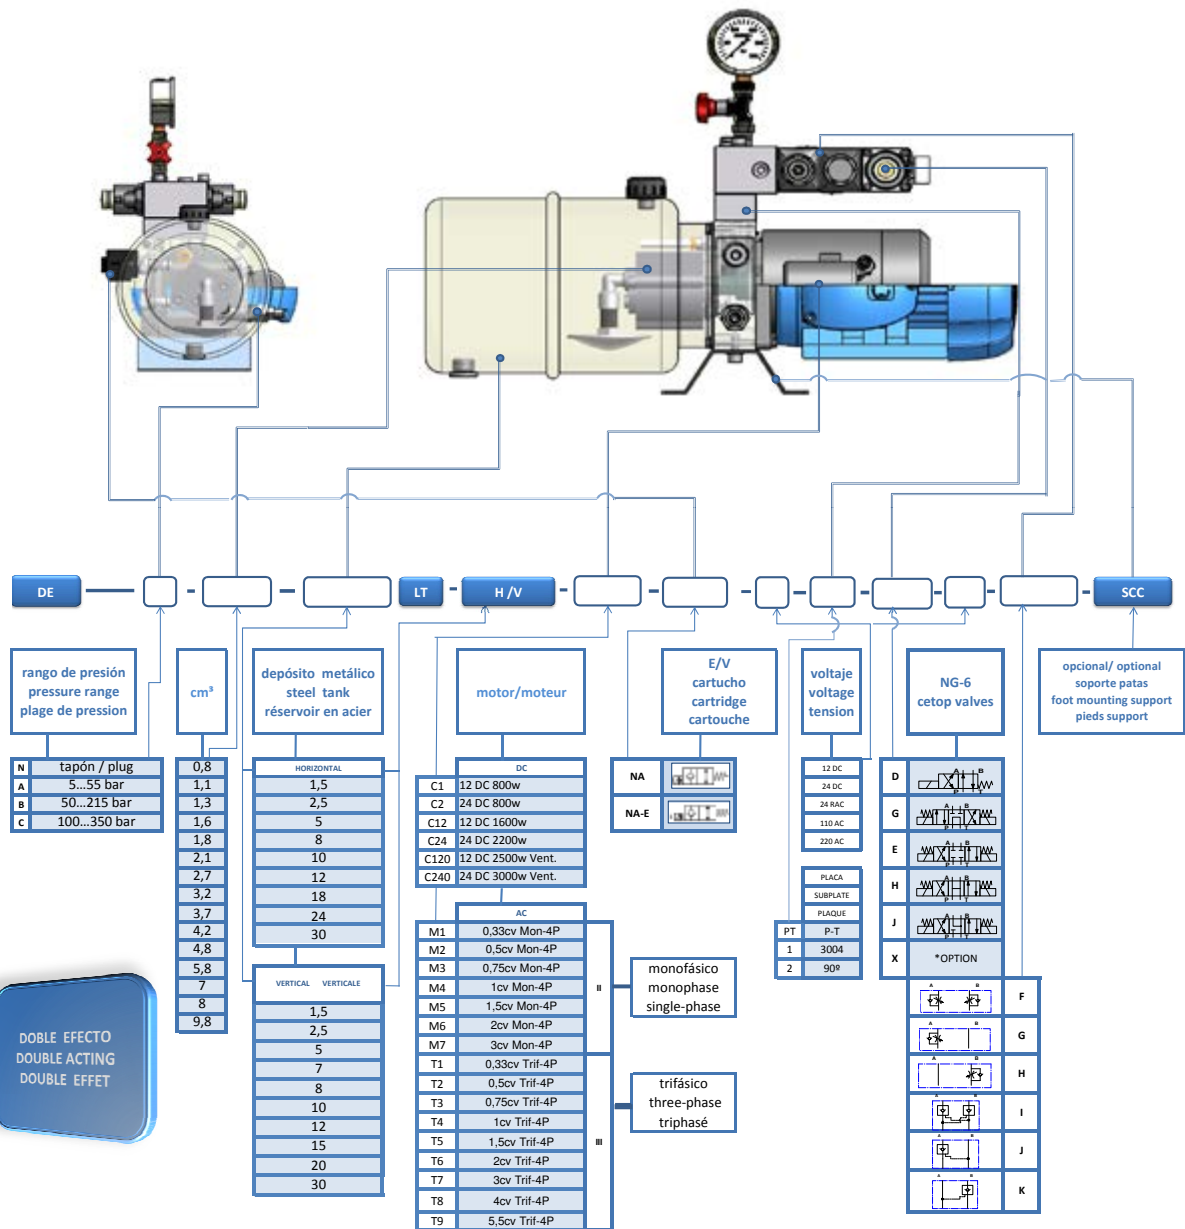 DE
-
-
LT
-
H /V
-
-
-
-
-
-
-
SCC
rango de presión
pressure range
plage de pression
N tapón / plug
A 5...55 bar
B 50...215 bar
C 100...350 bar
cm³
0,8
1,1
1,3
1,6
1,8
2,1
2,7
3,2
3,7
4,2
4,8
5,8
7
8
9,8
depósito metálico
steel tank
réservoir en acier
HORIZONTAL
1,5
2,5
5
8
10
12
18
24
30
VERTICAL VERTICALE
1,5
2,5
5
7
8
10
12
15
20
30
motor/moteur
DC
C1 12 DC 800w
C2 24 DC 800w
C12 12 DC 1600w
C24 24 DC 2200w
C120 12 DC 2500w Vent.
C240 24 DC 3000w Vent.
AC
M1 0,33cv Mon-4P
M2 0,5cv Mon-4P
M3 0,75cv Mon-4P
M4 1cv Mon-4P
M5 1,5cv Mon-4P
M6 2cv Mon-4P
M7 3cv Mon-4P
II
T1 0,33cv Trif-4P
T2 0,5cv Trif-4P
T3 0,75cv Trif-4P
T4 1cv Trif-4P
T5 1,5cv Trif-4P
T6 2cv Trif-4P
T7 3cv Trif-4P
T8 4cv Trif-4P
T9 5,5cv Trif-4P
III
monofásico
monophase
single-phase
trifásico
three-phase
triphasé
E/V
cartucho
cartridge
cartouche
NA
NA-E
voltaje
voltage
tension
12 DC
24 DC
24 RAC
110 AC
220 AC
PLACA
SUBPLATE
PLAQUE
PT P-T
1 3004
2 90º
NG-6
cetop valves
D
A B
P T
G
A B
P T
E
A B
P T
H
A B
P T
J
A B
P T
X *OPTION
A B
F
A B
G
A B
H
A B
I
A B
J
A B
K
opcional/ optional
soporte patas
foot mounting support
pieds support
DOBLE EFECTO
DOUBLE ACTING
DOUBLE EFFET